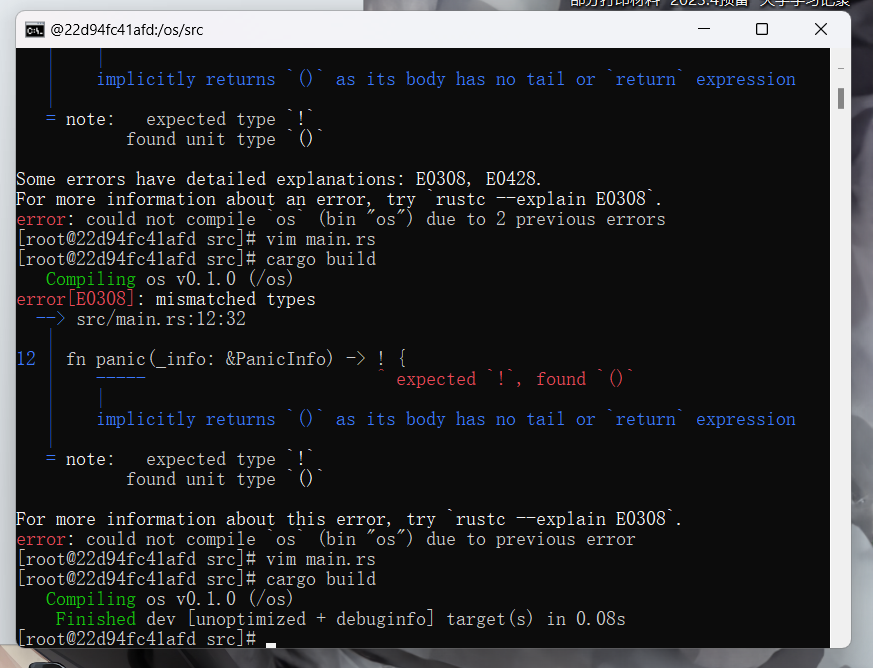 @22d94fc41afd:/os/src
implicitly returns `()` as its body has no tail or `return` expression
= note:   expected type `!`
found unit type `()`
Some errors have detailed explanations: E0308, E0428.
For more information about an error, try `rustc --explain E0308`.
error: could not compile `os` (bin "os") due to 2 previous errors
[root@22d94fc41afd src]# vim main.rs
[root@22d94fc41afd src]# cargo build
Compiling os v0.1.0 (/os)
error[E0308]: mismatched types
--> src/main.rs:12:32
12 | fn panic(_info: &PanicInfo) -> ! {
----- ^ expected `!`, found `()`
implicitly returns `()` as its body has no tail or `return` expression
= note:   expected type `!`
found unit type `()`
For more information about this error, try `rustc --explain E0308`.
error: could not compile `os` (bin "os") due to previous error
[root@22d94fc41afd src]# vim main.rs
[root@22d94fc41afd src]# cargo build
Compiling os v0.1.0 (/os)
Finished dev [unoptimized + debuginfo] target(s) in 0.08s
[root@22d94fc41afd src]#